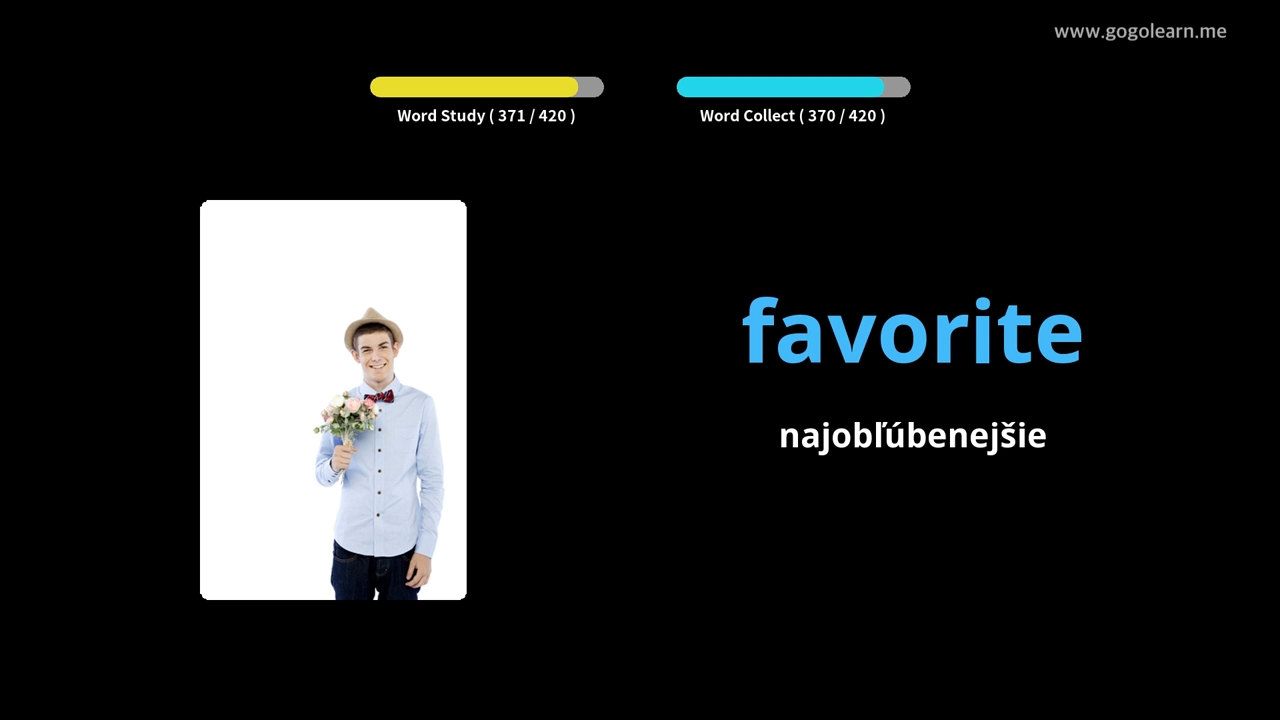 www.gogolearn.me
Word Study ( 371 / 420 )
Word Collect ( 370 / 420 )
favorite
najobľúbenejšie